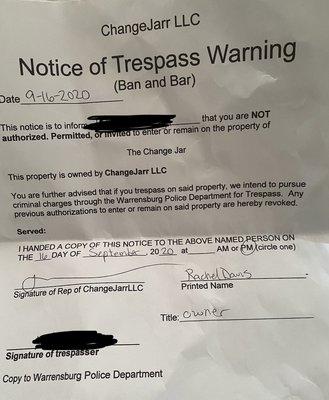 ChangeJarr LLC
Notice of Trespass Warning
(Ban and Bar)
Date 9-16-2020
This notice is to inform that you are NOT
authorized. Permitted, or invited to enter or remain on the property of
The Change Jar
This property is owned by ChangeJarr LLC
You are further advised that if you trespass on said property, we intend to pursue
criminal charges through the Warrensburg Police Department for Trespass. Any
previous authorizations to enter or remain on said property are hereby revoked.
Served:
I HANDED A COPY OF THIS NOTICE TO THE ABOVE NAMED PERSON ON
THE 16 DAY OF September, 2020 at AM or PM (circle one)
Rachel Davis
Signature of Rep of ChangeJarrLLC Printed Name
Title: owner
Signature of trespasser
Copy to Warrensburg Police Department